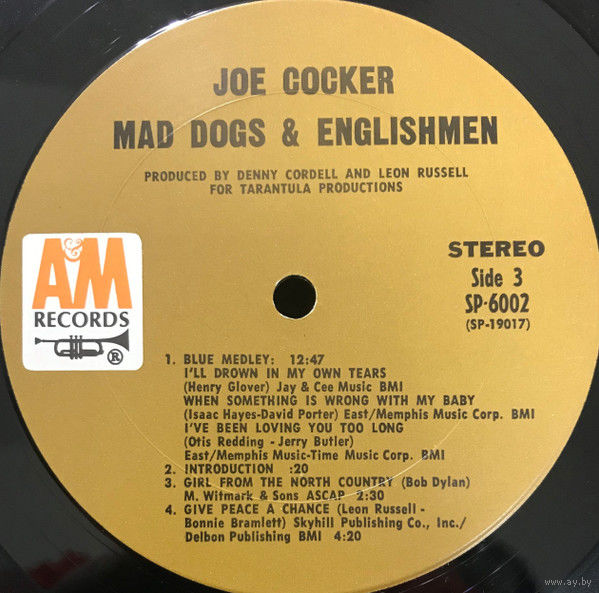 JOE COCKER
MAD DOGS & ENGLISHMEN
PRODUCED BY DENNY CORDELL AND LEON RUSSELL
FOR TARANTULA PRODUCTIONS
A&M
RECORDS
®
STEREO
Side 3
SP-6002
(SP-19017)
1. BLUE MEDLEY: 12:47
I'LL DROWN IN MY OWN TEARS
(Henry Glover) Jay & Cee Music BMI
WHEN SOMETHING IS WRONG WITH MY BABY
(Isaac Hayes-David Porter) East/Memphis Music Corp. BMI
I'VE BEEN LOVING YOU TOO LONG
(Otis Redding - Jerry Butler)
East/Memphis Music-Time Music Corp. BMI
2. INTRODUCTION :20
3. GIRL FROM THE NORTH COUNTRY (Bob Dylan)
M. Witmark & Sons ASCAP 2:30
4. GIVE PEACE A CHANCE (Leon Russell -
Bonnie Bramlett) Skyhill Publishing Co., Inc./
Delbon Publishing BMI 4:20
www.ay.by